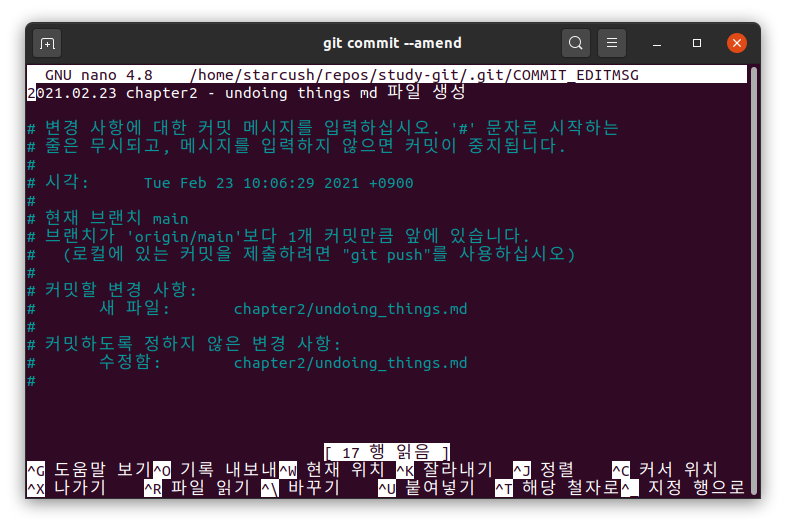 git commit --amend
GNU nano 4.8 /home/starcush/repos/study-git/.git/COMMIT_EDITMSG
2021.02.23 chapter2 - undoing things md 파일 생성
# 변경 사항에 대한 커밋 메시지를 입력하십시오. '#' 문자로 시작하는
# 줄은 무시되고, 메시지를 입력하지 않으면 커밋이 중지됩니다.
#
# 시각: Tue Feb 23 10:06:29 2021 +0900
#
# 현재 브랜치 main
# 브랜치가 'origin/main'보다 1개 커밋만큼 앞에 있습니다.
# (로컬에 있는 커밋을 제출하려면 "git push"를 사용하십시오)
#
# 커밋할 변경 사항:
# 새 파일: chapter2/undoing_things.md
#
# 커밋하도록 정하지 않은 변경 사항:
# 수정함: chapter2/undoing_things.md
#
[ 17 행 읽음 ]
^G 도움말 보기^O 기록 내보내^W 현재 위치 ^K 잘라내기 ^J 정렬 ^C 커서 위치
^X 나가기 ^R 파일 읽기 ^\ 바꾸기 ^U 붙여넣기 ^T 해당 철자로^_ 지정 행으로